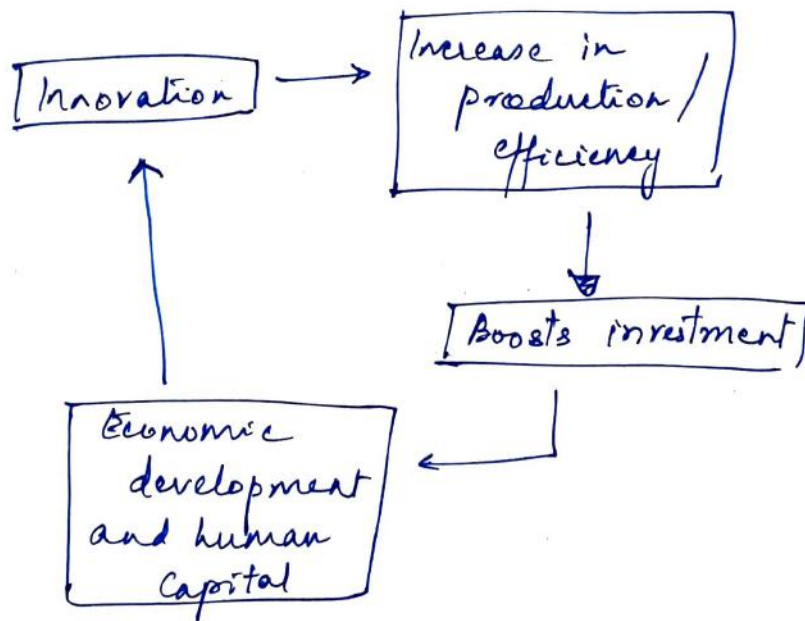 Innovation
Increase in
production/
efficiency
Boosts investment
Economic
development
and human
Capital